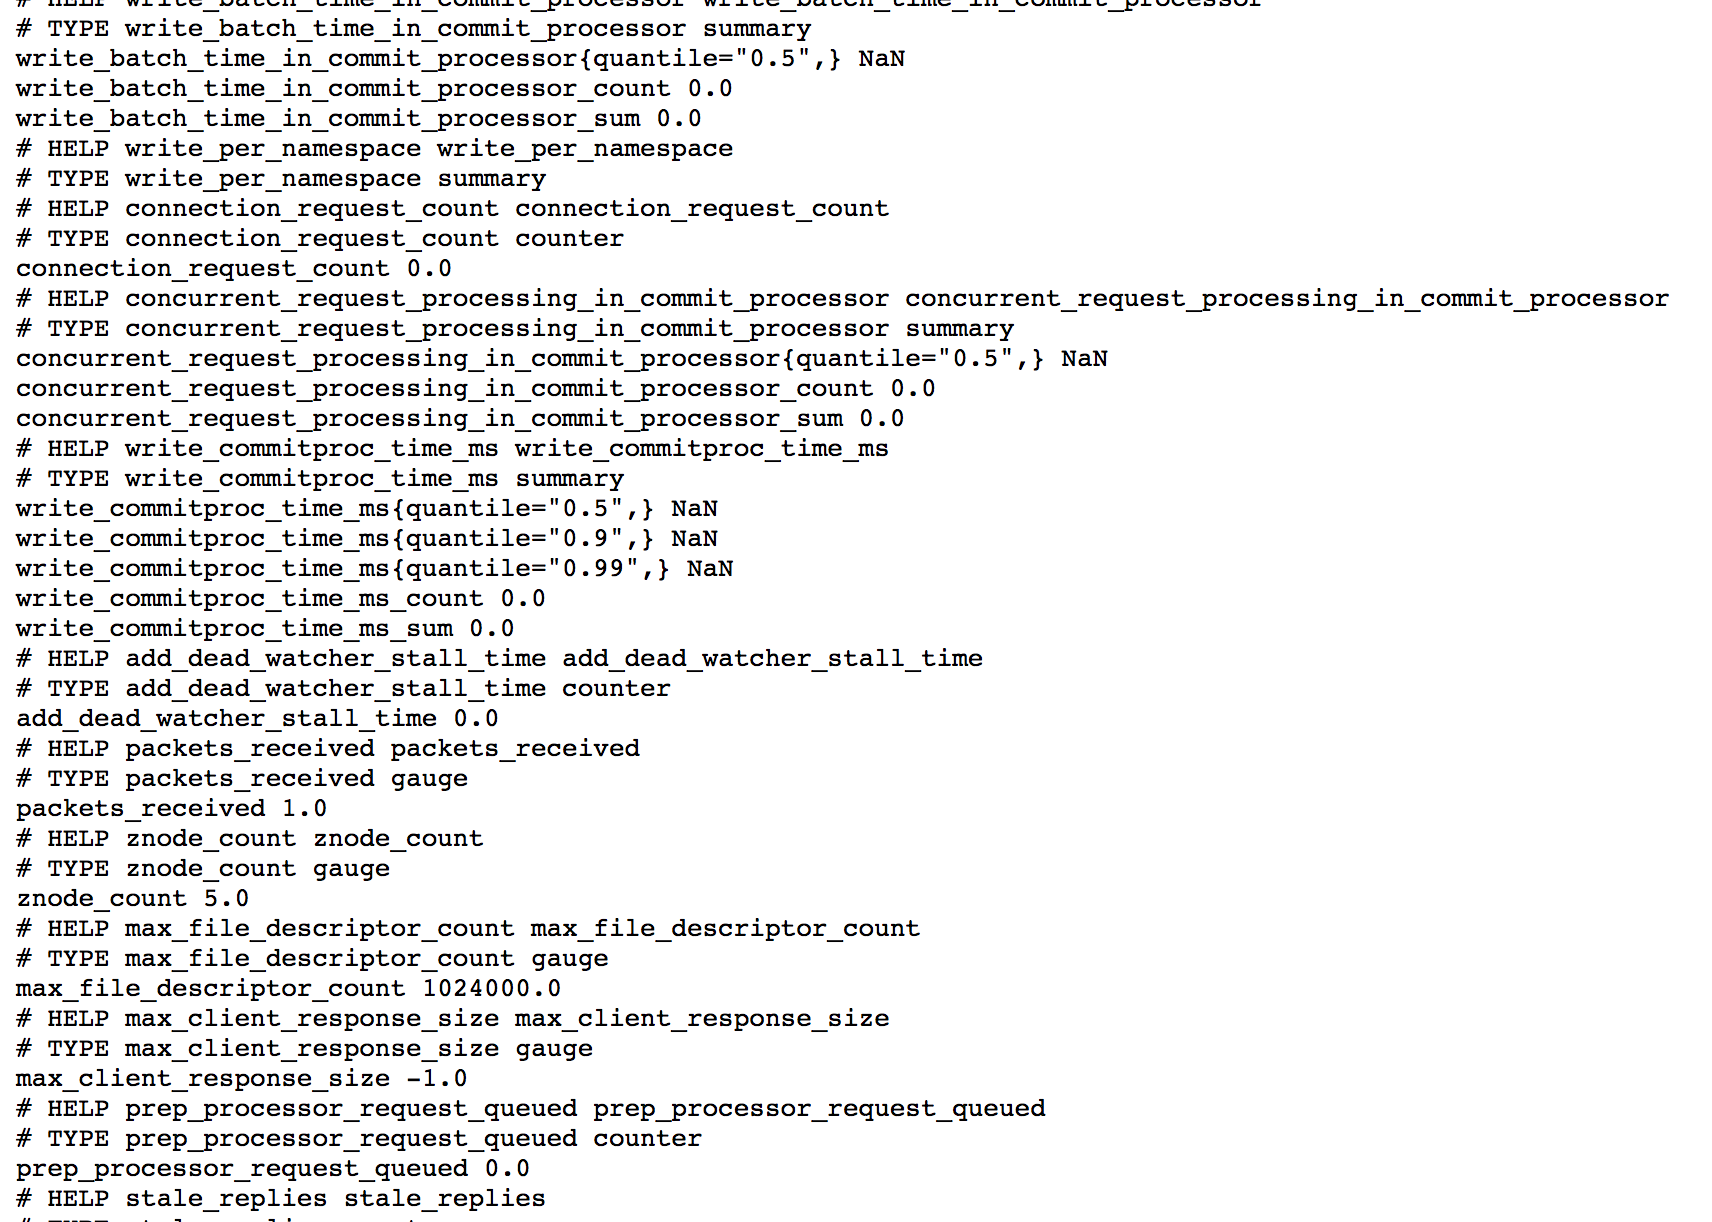 # HELP write_batch_time_in_commit_processor write_batch_time_in_commit_processor
# TYPE write_batch_time_in_commit_processor summary
write_batch_time_in_commit_processor{quantile="0.5",} NaN
write_batch_time_in_commit_processor_count 0.0
write_batch_time_in_commit_processor_sum 0.0
# HELP write_per_namespace write_per_namespace
# TYPE write_per_namespace summary
# HELP connection_request_count connection_request_count
# TYPE connection_request_count counter
connection_request_count 0.0
# HELP concurrent_request_processing_in_commit_processor concurrent_request_processing_in_commit_processor
# TYPE concurrent_request_processing_in_commit_processor summary
concurrent_request_processing_in_commit_processor{quantile="0.5",} NaN
concurrent_request_processing_in_commit_processor_count 0.0
concurrent_request_processing_in_commit_processor_sum 0.0
# HELP write_commitproc_time_ms write_commitproc_time_ms
# TYPE write_commitproc_time_ms summary
write_commitproc_time_ms{quantile="0.5",} NaN
write_commitproc_time_ms{quantile="0.9",} NaN
write_commitproc_time_ms{quantile="0.99",} NaN
write_commitproc_time_ms_count 0.0
write_commitproc_time_ms_sum 0.0
# HELP add_dead_watcher_stall_time add_dead_watcher_stall_time
# TYPE add_dead_watcher_stall_time counter
add_dead_watcher_stall_time 0.0
# HELP packets_received packets_received
# TYPE packets_received gauge
packets_received 1.0
# HELP znode_count znode_count
# TYPE znode_count gauge
znode_count 5.0
# HELP max_file_descriptor_count max_file_descriptor_count
# TYPE max_file_descriptor_count gauge
max_file_descriptor_count 1024000.0
# HELP max_client_response_size max_client_response_size
# TYPE max_client_response_size gauge
max_client_response_size -1.0
# HELP prep_processor_request_queued prep_processor_request_queued
# TYPE prep_processor_request_queued counter
prep_processor_request_queued 0.0
# HELP stale_replies stale_replies